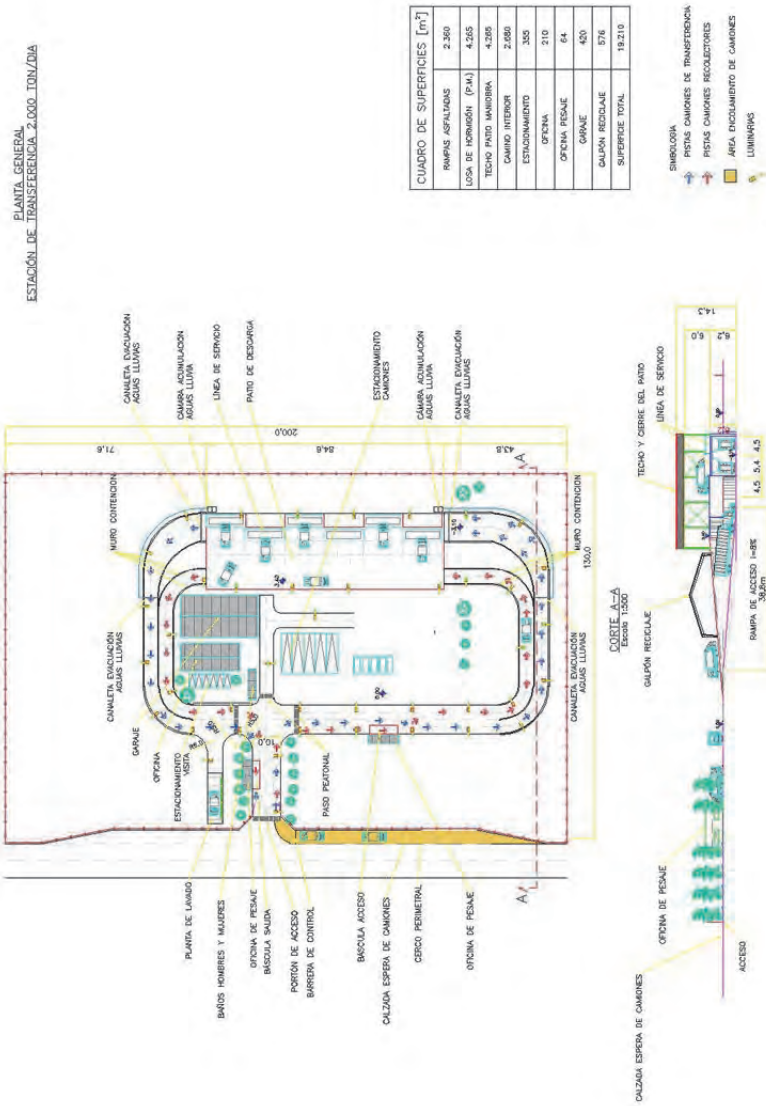 PLANTA GENERAL
ESTACIÓN DE TRANSFERENCIA 2.000 TON/DIA
CUADRO DE SUPERFICIES [m²]
RAMPAS ASFALTADAS 2.360
LOSA DE HORMIGÓN (P.M.) 4.265
TECHO PATIO MANIOBRA 4.265
CAMINO INTERIOR 2.680
ESTACIONAMIENTO 355
OFICINA 210
OFICINA PESAJE 64
GARAJE 420
GALPÓN RECICLAJE 576
SUPERFICIE TOTAL 19.210
SIMBOLOGIA
PISTAS CAMIONES DE TRANSFERENCIA
PISTAS CAMIONES RECOLECTORES
ÁREA ENCOLAMIENTO DE CAMIONES
LUMINARIAS
CANALETA EVACUACIÓN
AGUAS LLUVIAS
CÁMARA ACUMULACIÓN
AGUAS LLUVIA
LÍNEA DE SERVICIO
PATIO DE DESCARGA
ESTACIONAMIENTO
CAMIONES
CÁMARA ACUMULACIÓN
AGUAS LLUVIA
CANALETA EVACUACIÓN
AGUAS LLUVIAS
200,0
71,6
84,6
43,8
MURO CONTENCION
MURO CONTENCION
130,0
A
A'
CANALETA EVACUACIÓN
AGUAS LLUVIAS
GARAJE
OFICINA
ESTACIONAMIENTO
VISITA
10,0
PASO PEATONAL
CANALETA EVACUACIÓN
AGUAS LLUVIAS
PLANTA DE LAVADO
BAÑOS HOMBRES Y MUJERES
OFICINA DE PESAJE
BÁSCULA SALIDA
PORTÓN DE ACCESO
BARRERA DE CONTROL
BASCULA ACCESO
CALZADA ESPERA DE CAMIONES
CERCO PERIMETRAL
OFICINA DE PESAJE
CORTE A-A
Escala 1:500
CALZADA ESPERA DE CAMIONES
OFICINA DE PESAJE
GALPÓN RECICLAJE
TECHO Y CIERRE DEL PATIO
LÍNEA DE SERVICIO
14,3
6,0
6,2
4,5 5,4 4,5
RAMPA DE ACCESO I=8%
38,8m
ACCESO